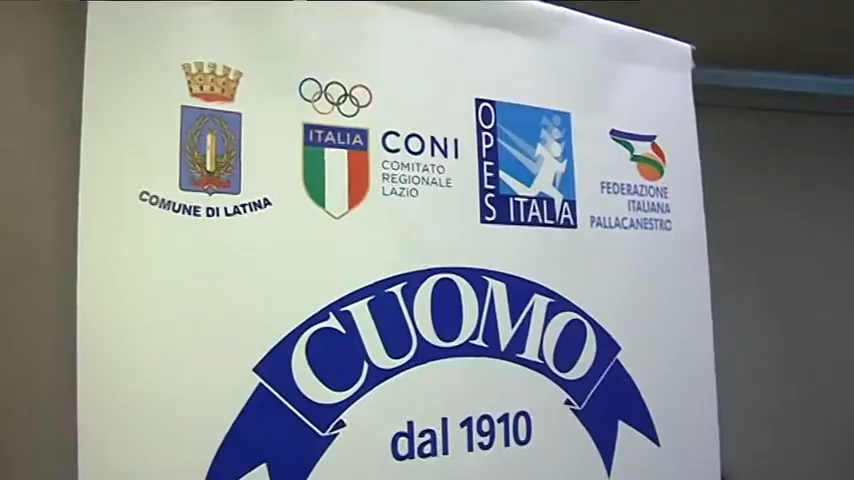 COMUNE DI LATINA
ITALIA
CONI
COMITATO
REGIONALE
LAZIO
OPES
ITALIA
FEDERAZIONE
ITALIANA
PALLACANESTRO
CUOMO
dal 1910